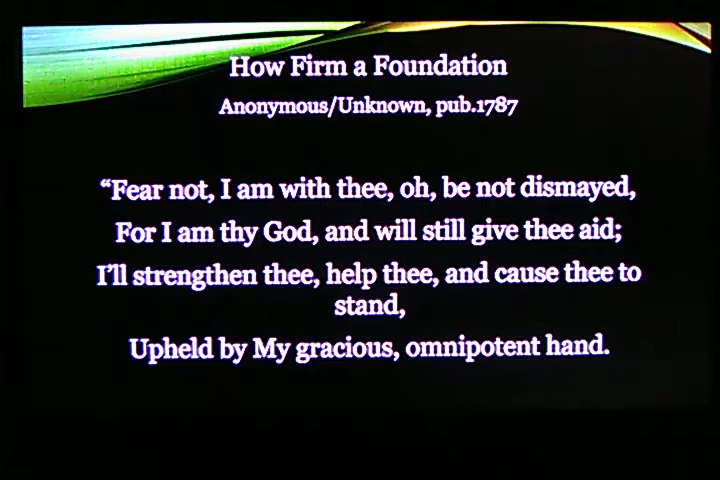 How Firm a Foundation
Anonymous/Unknown, pub.1787
“Fear not, I am with thee, oh, be not dismayed,
For I am thy God, and will still give thee aid;
I’ll strengthen thee, help thee, and cause thee to
stand,
Upheld by My gracious, omnipotent hand.